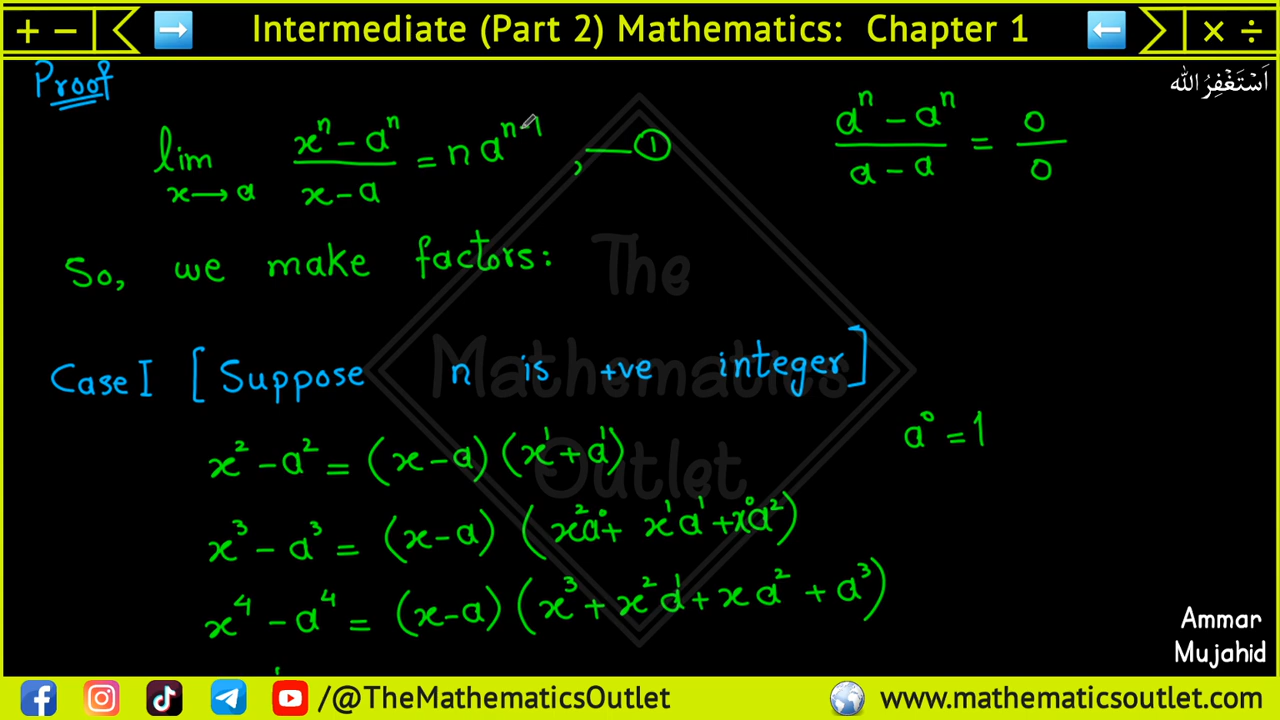 + − ➡ Intermediate (Part 2) Mathematics: Chapter 1 ⬅ × ÷
Proof
اَسْتَغْفِرُ اللّٰه
lim x→a (xⁿ − aⁿ)/(x − a) = n aⁿ⁻¹ , —①
(aⁿ − aⁿ)/(a − a) = 0/0
So, we make factors:
Case I [Suppose n is +ve integer]
a⁰ = 1
x² − a² = (x − a) (x¹ + a¹)
x³ − a³ = (x − a) (x²a⁰ + x¹a¹ + x⁰a²)
x⁴ − a⁴ = (x − a) (x³ + x²a¹ + xa² + a³)
The
Mathematics
Outlet
Ammar
Mujahid
/@TheMathematicsOutlet
www.mathematicsoutlet.com